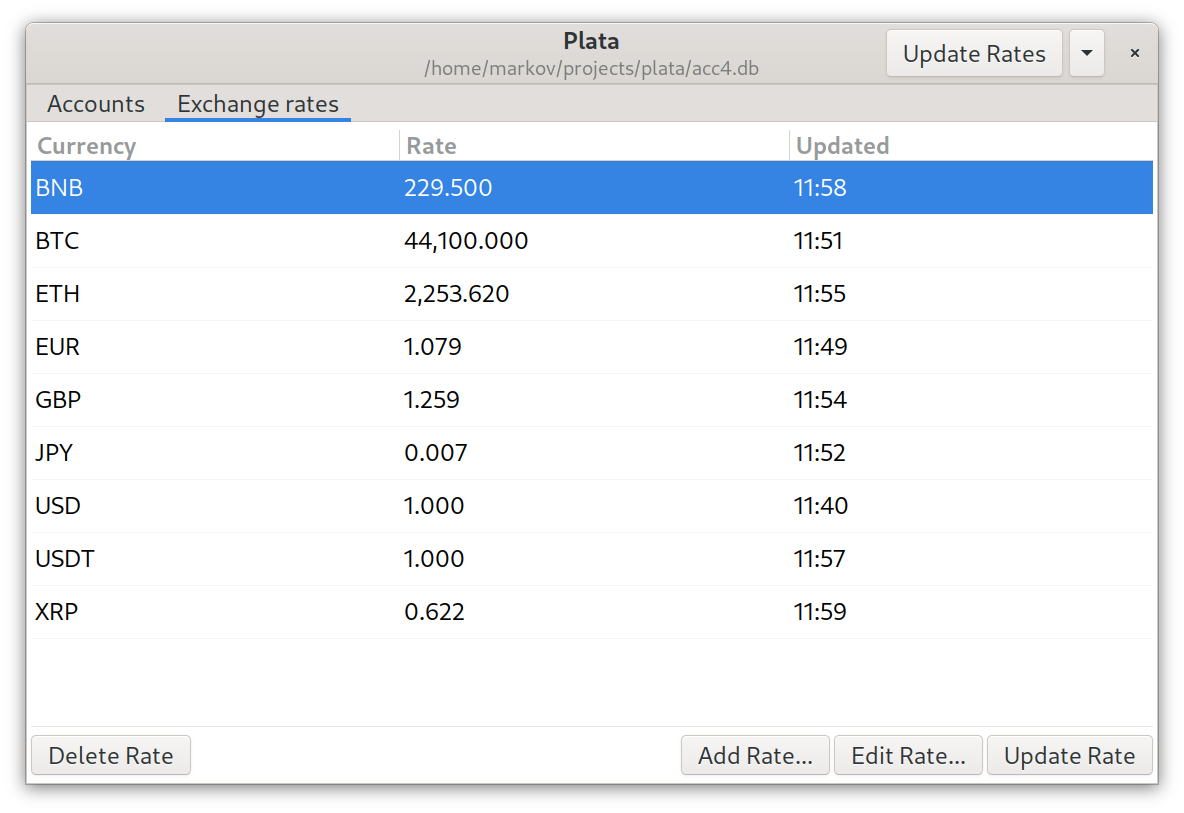 Plata
/home/markov/projects/plata/acc4.db
Update Rates
Accounts Exchange rates
Currency Rate Updated
BNB 229.500 11:58
BTC 44,100.000 11:51
ETH 2,253.620 11:55
EUR 1.079 11:49
GBP 1.259 11:54
JPY 0.007 11:52
USD 1.000 11:40
USDT 1.000 11:57
XRP 0.622 11:59
Delete Rate Add Rate... Edit Rate... Update Rate